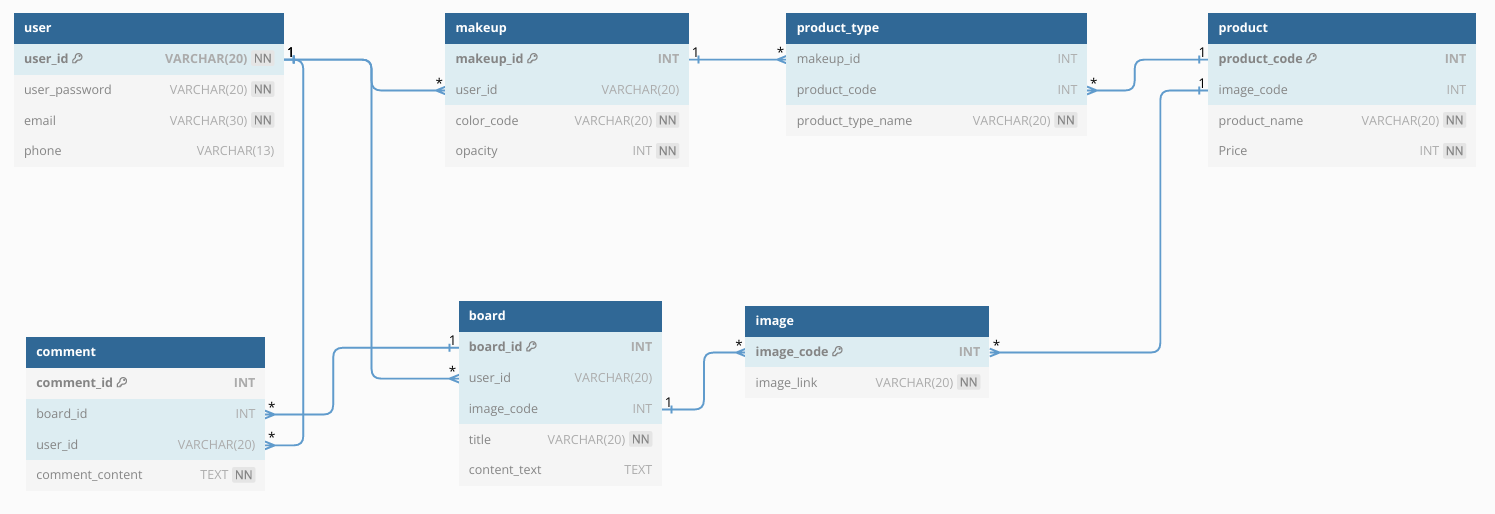 user
user_id VARCHAR(20) NN
user_password VARCHAR(20) NN
email VARCHAR(30) NN
phone VARCHAR(13)
1
makeup
makeup_id INT
user_id VARCHAR(20)
color_code VARCHAR(20) NN
opacity INT NN
*
1
product_type
makeup_id INT
product_code INT
product_type_name VARCHAR(20) NN
*
*
product
product_code INT
image_code INT
product_name VARCHAR(20) NN
Price INT NN
1
1
comment
comment_id INT
board_id INT
user_id VARCHAR(20)
comment_content TEXT NN
*
*
board
board_id INT
user_id VARCHAR(20)
image_code INT
title VARCHAR(20) NN
content_text TEXT
1
*
1
image
image_code INT
image_link VARCHAR(20) NN
*
*